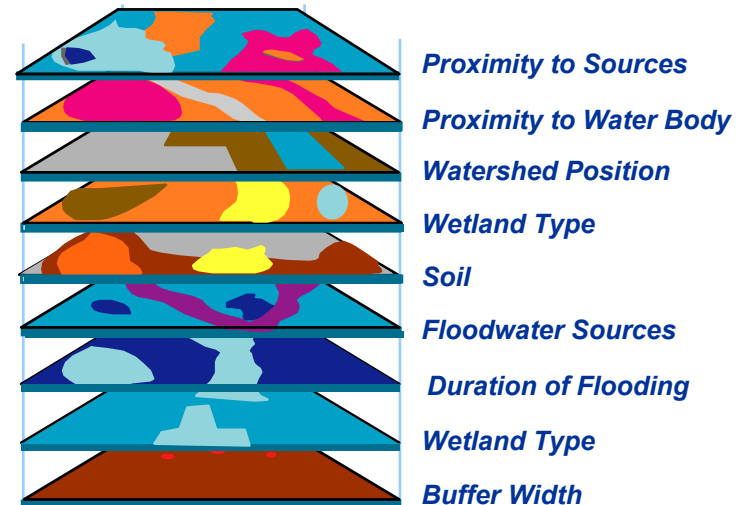 Proximity to Sources
Proximity to Water Body
Watershed Position
Wetland Type
Soil
Floodwater Sources
Duration of Flooding
Wetland Type
Buffer Width